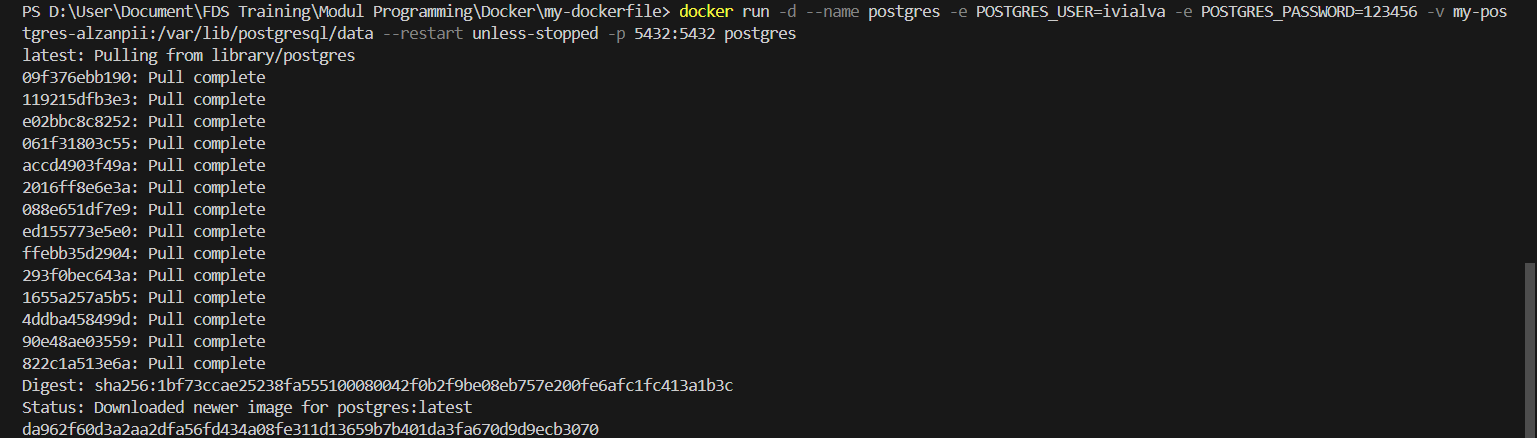 PS D:\User\Document\FDS Training\Modul Programming\Docker\my-dockerfile> docker run -d --name postgres -e POSTGRES_USER=ivialva -e POSTGRES_PASSWORD=123456 -v my-pos
tgres-alzanpii:/var/lib/postgresql/data --restart unless-stopped -p 5432:5432 postgres
latest: Pulling from library/postgres
09f376ebb190: Pull complete
119215dfb3e3: Pull complete
e02bbc8c8252: Pull complete
061f31803c55: Pull complete
accd4903f49a: Pull complete
2016ff8e6e3a: Pull complete
088e651df7e9: Pull complete
ed155773e5e0: Pull complete
ffebb35d2904: Pull complete
293f0bec643a: Pull complete
1655a257a5b5: Pull complete
4ddba458499d: Pull complete
90e48ae03559: Pull complete
822c1a513e6a: Pull complete
Digest: sha256:1bf73ccae25238fa555100080042f0b2f9be08eb757e200fe6afc1fc413a1b3c
Status: Downloaded newer image for postgres:latest
da962f60d3a2aa2dfa56fd434a08fe311d13659b7b401da3fa670d9d9ecb3070